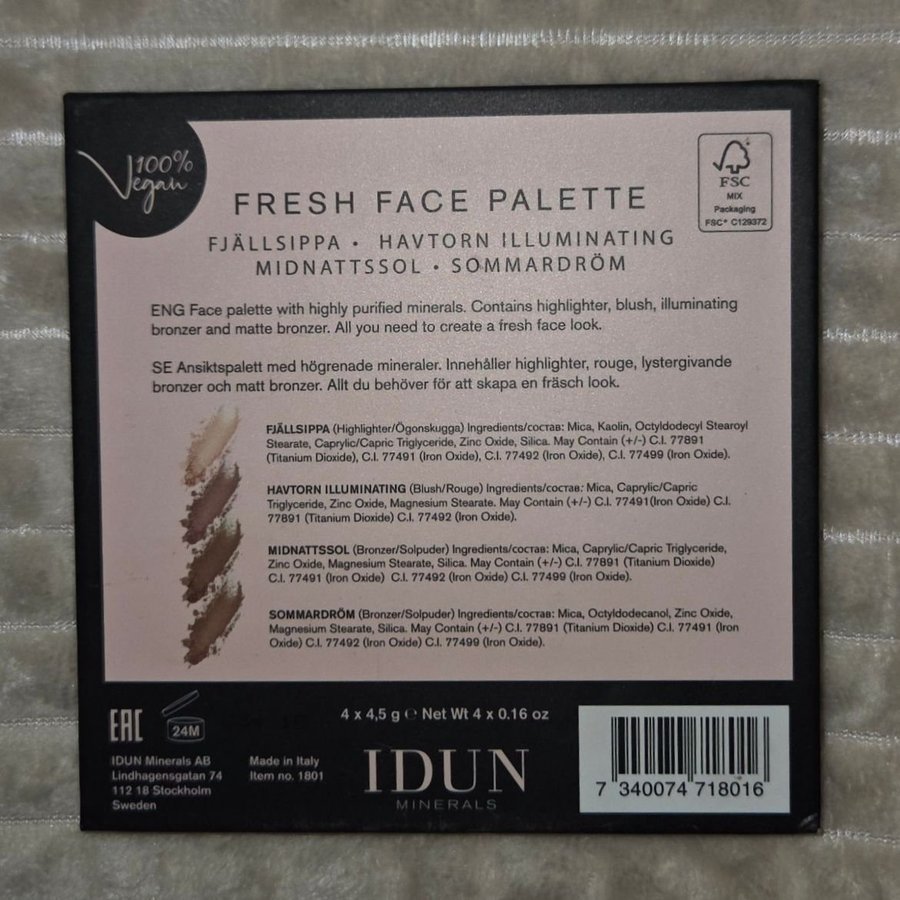 100%
Vegan
FSC
MIX
Packaging
FSC® C129372
FRESH FACE PALETTE
FJÄLLSIPPA • HAVTORN ILLUMINATING
MIDNATTSSOL • SOMMARDRÖM
ENG Face palette with highly purified minerals. Contains highlighter, blush, illuminating
bronzer and matte bronzer. All you need to create a fresh face look.
SE Ansiktspalett med högrenade mineraler. Innehåller highlighter, rouge, lystergivande
bronzer och matt bronzer. Allt du behöver för att skapa en fräsch look.
FJÄLLSIPPA (Highlighter/Ögonskugga) Ingredients/состав: Mica, Kaolin, Octyldodecyl Stearoyl
Stearate, Caprylic/Capric Triglyceride, Zinc Oxide, Silica. May Contain (+/-) C.I. 77891
(Titanium Dioxide), C.I. 77491 (Iron Oxide), C.I. 77492 (Iron Oxide), C.I. 77499 (Iron Oxide).
HAVTORN ILLUMINATING (Blush/Rouge) Ingredients/состав: Mica, Caprylic/Capric
Triglyceride, Zinc Oxide, Magnesium Stearate. May Contain (+/-) C.I. 77491(Iron Oxide) C.I.
77891 (Titanium Dioxide) C.I. 77492 (Iron Oxide).
MIDNATTSSOL (Bronzer/Solpuder) Ingredients/состав: Mica, Caprylic/Capric Triglyceride,
Zinc Oxide, Magnesium Stearate, Silica. May Contain (+/-) C.I. 77891 (Titanium Dioxide)
C.I. 77491 (Iron Oxide) C.I. 77492 (Iron Oxide) C.I. 77499 (Iron Oxide).
SOMMARDRÖM (Bronzer/Solpuder) Ingredients/состав: Mica, Octyldodecanol, Zinc Oxide,
Magnesium Stearate, Silica. May Contain (+/-) C.I. 77891 (Titanium Dioxide) C.I. 77491 (Iron
Oxide) C.I. 77492 (Iron Oxide) C.I. 77499 (Iron Oxide).
EAC
24M
4 x 4,5 g ℮ Net Wt 4 x 0.16 oz
IDUN Minerals AB
Lindhagensgatan 74
112 18 Stockholm
Sweden
Made in Italy
Item no. 1801
IDUN
MINERALS
7 340074 718016